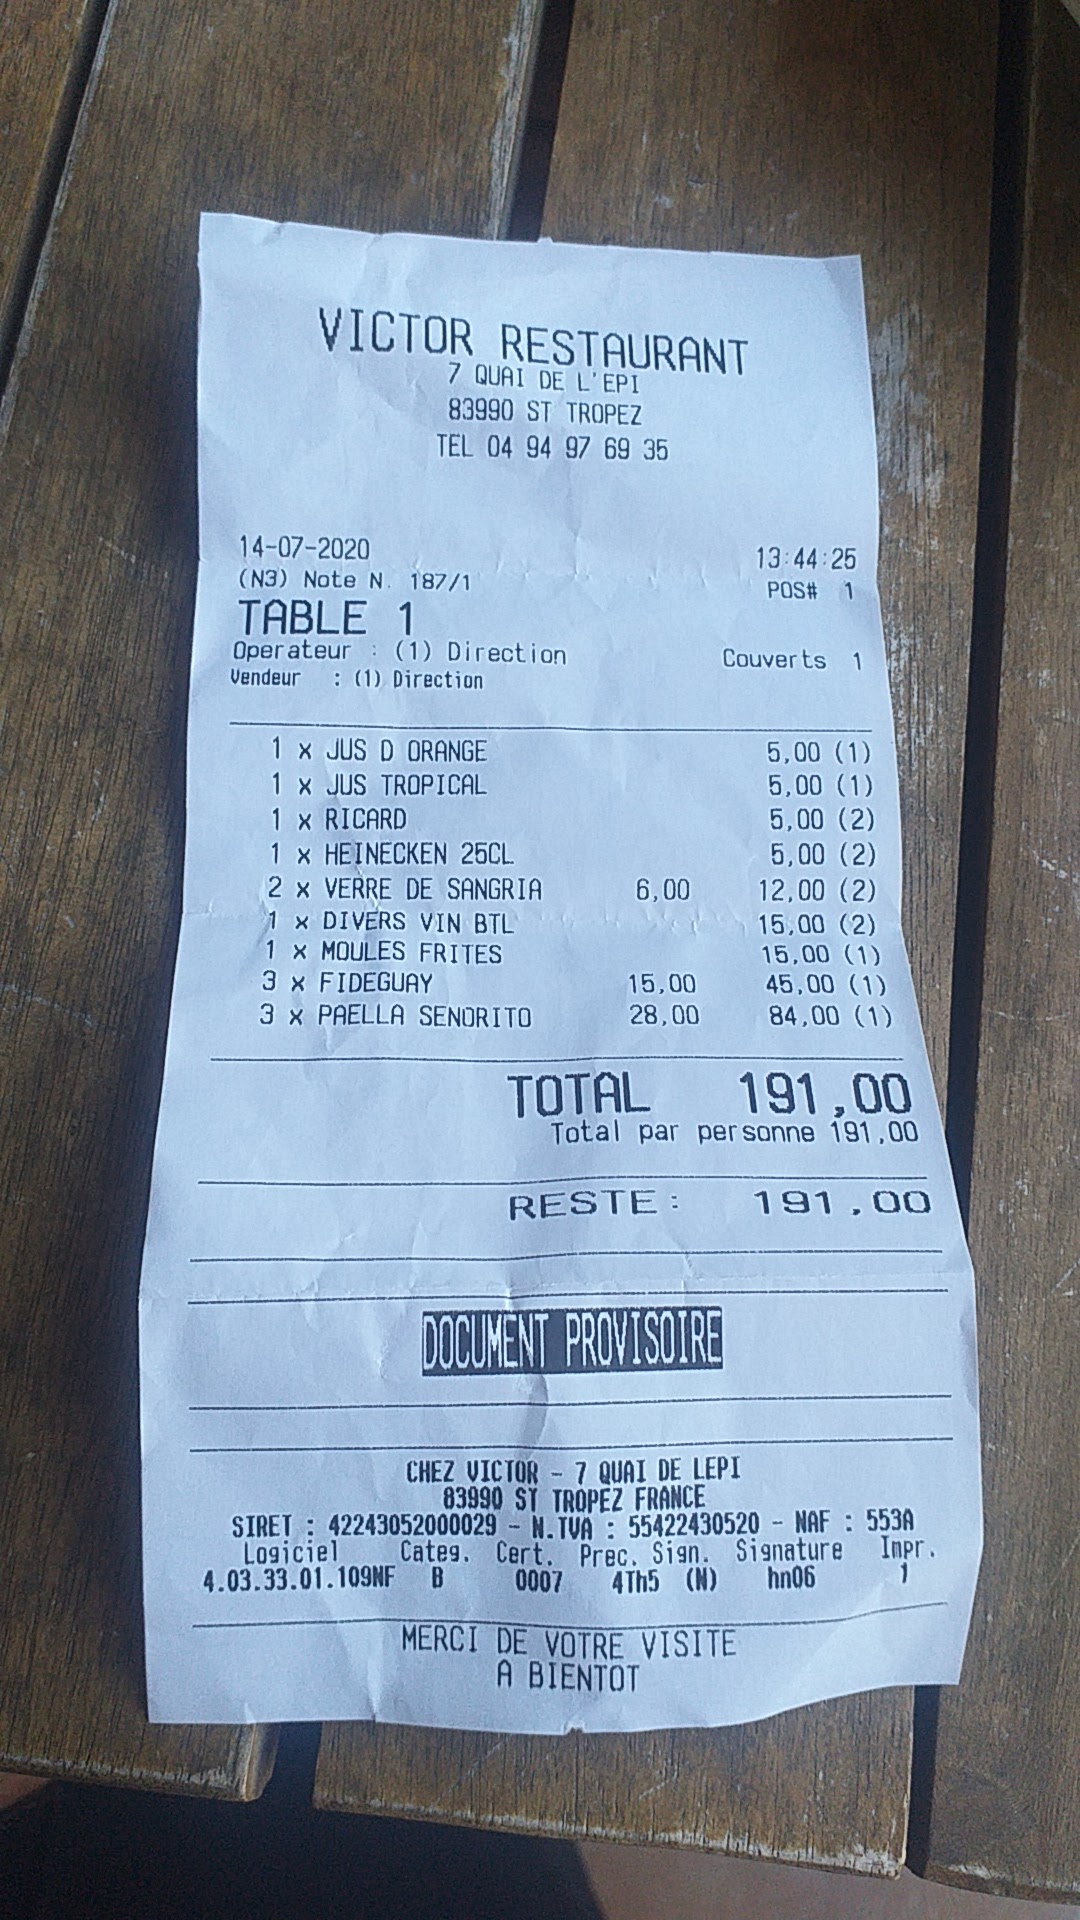 VICTOR RESTAURANT
7 QUAI DE L'EPI
83990 ST TROPEZ
TEL 04 94 97 69 35
14-07-2020 13:44:25
(N3) Note N. 187/1 POS# 1
TABLE 1
Operateur : (1) Direction Couverts 1
Vendeur : (1) Direction
1 x JUS D ORANGE 5,00 (1)
1 x JUS TROPICAL 5,00 (1)
1 x RICARD 5,00 (2)
1 x HEINECKEN 25CL 5,00 (2)
2 x VERRE DE SANGRIA 6,00 12,00 (2)
1 x DIVERS VIN BTL 15,00 (2)
1 x MOULES FRITES 15,00 (1)
3 x FIDEGUAY 15,00 45,00 (1)
3 x PAELLA SENORITO 28,00 84,00 (1)
TOTAL 191,00
Total par personne 191,00
RESTE: 191.00
DOCUMENT PROVISOIRE
CHEZ VICTOR - 7 QUAI DE LEPI
83990 ST TROPEZ FRANCE
SIRET : 42243052000029 - N.TVA : 55422430520 - NAF : 553A
Logiciel Categ. Cert. Prec. Sign. Signature Impr.
4.03.33.01.109NF B 0007 4Th5 (N) hn06 1
MERCI DE VOTRE VISITE
A BIENTOT